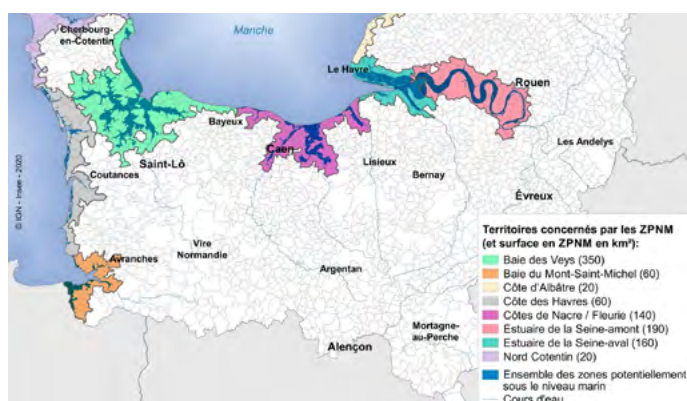 Cherbourg-
en-Cotentin
Manche
Le Havre
Rouen
Bayeux
Caen
Les Andelys
Saint-Lô
Lisieux
Coutances
Bernay
Évreux
© IGN - Insee - 2020
Avranches
Vire
Normandie
Argentan
Mortagne-
au-Perche
Alençon
Territoires concernés par les ZPNM
(et surface en ZPNM en km²):
Baie des Veys (350)
Baie du Mont-Saint-Michel (60)
Côte d'Albâtre (20)
Côte des Havres (60)
Côtes de Nacre / Fleurie (140)
Estuaire de la Seine-amont (190)
Estuaire de la Seine-aval (160)
Nord Cotentin (20)
Ensemble des zones potentiellement
sous le niveau marin
Cours d'eau